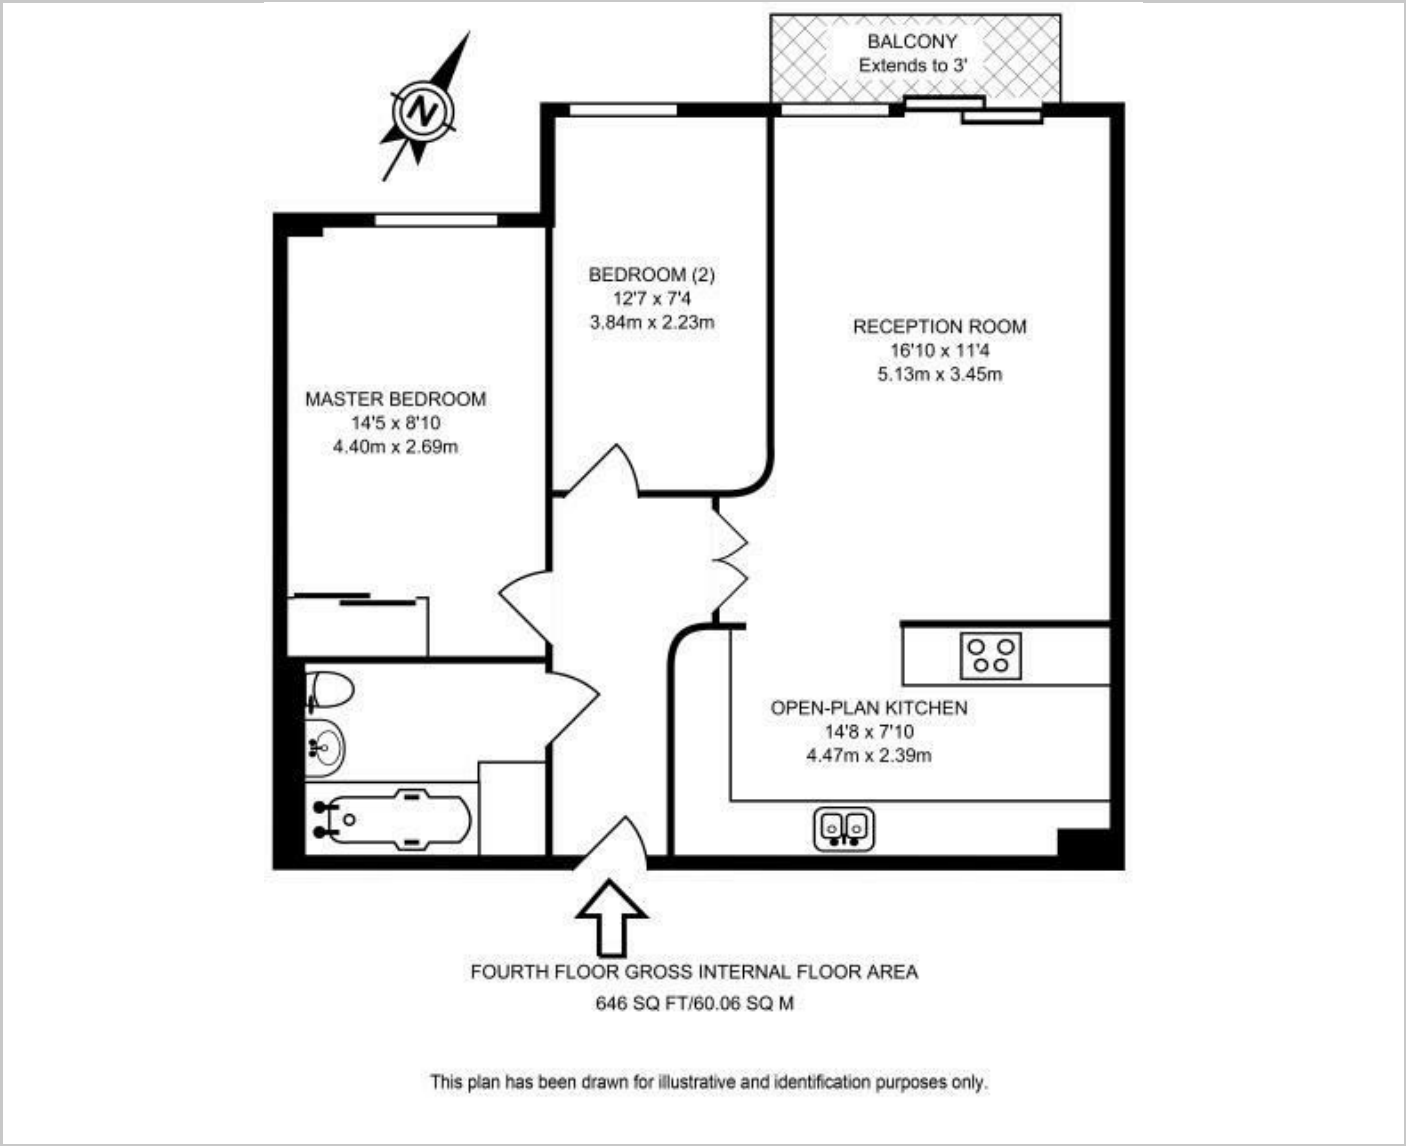 BALCONY
Extends to 3'
N
BEDROOM (2)
12'7 x 7'4
3.84m x 2.23m
RECEPTION ROOM
16'10 x 11'4
5.13m x 3.45m
MASTER BEDROOM
14'5 x 8'10
4.40m x 2.69m
OPEN-PLAN KITCHEN
14'8 x 7'10
4.47m x 2.39m
FOURTH FLOOR GROSS INTERNAL FLOOR AREA
646 SQ FT/60.06 SQ M
This plan has been drawn for illustrative and identification purposes only.